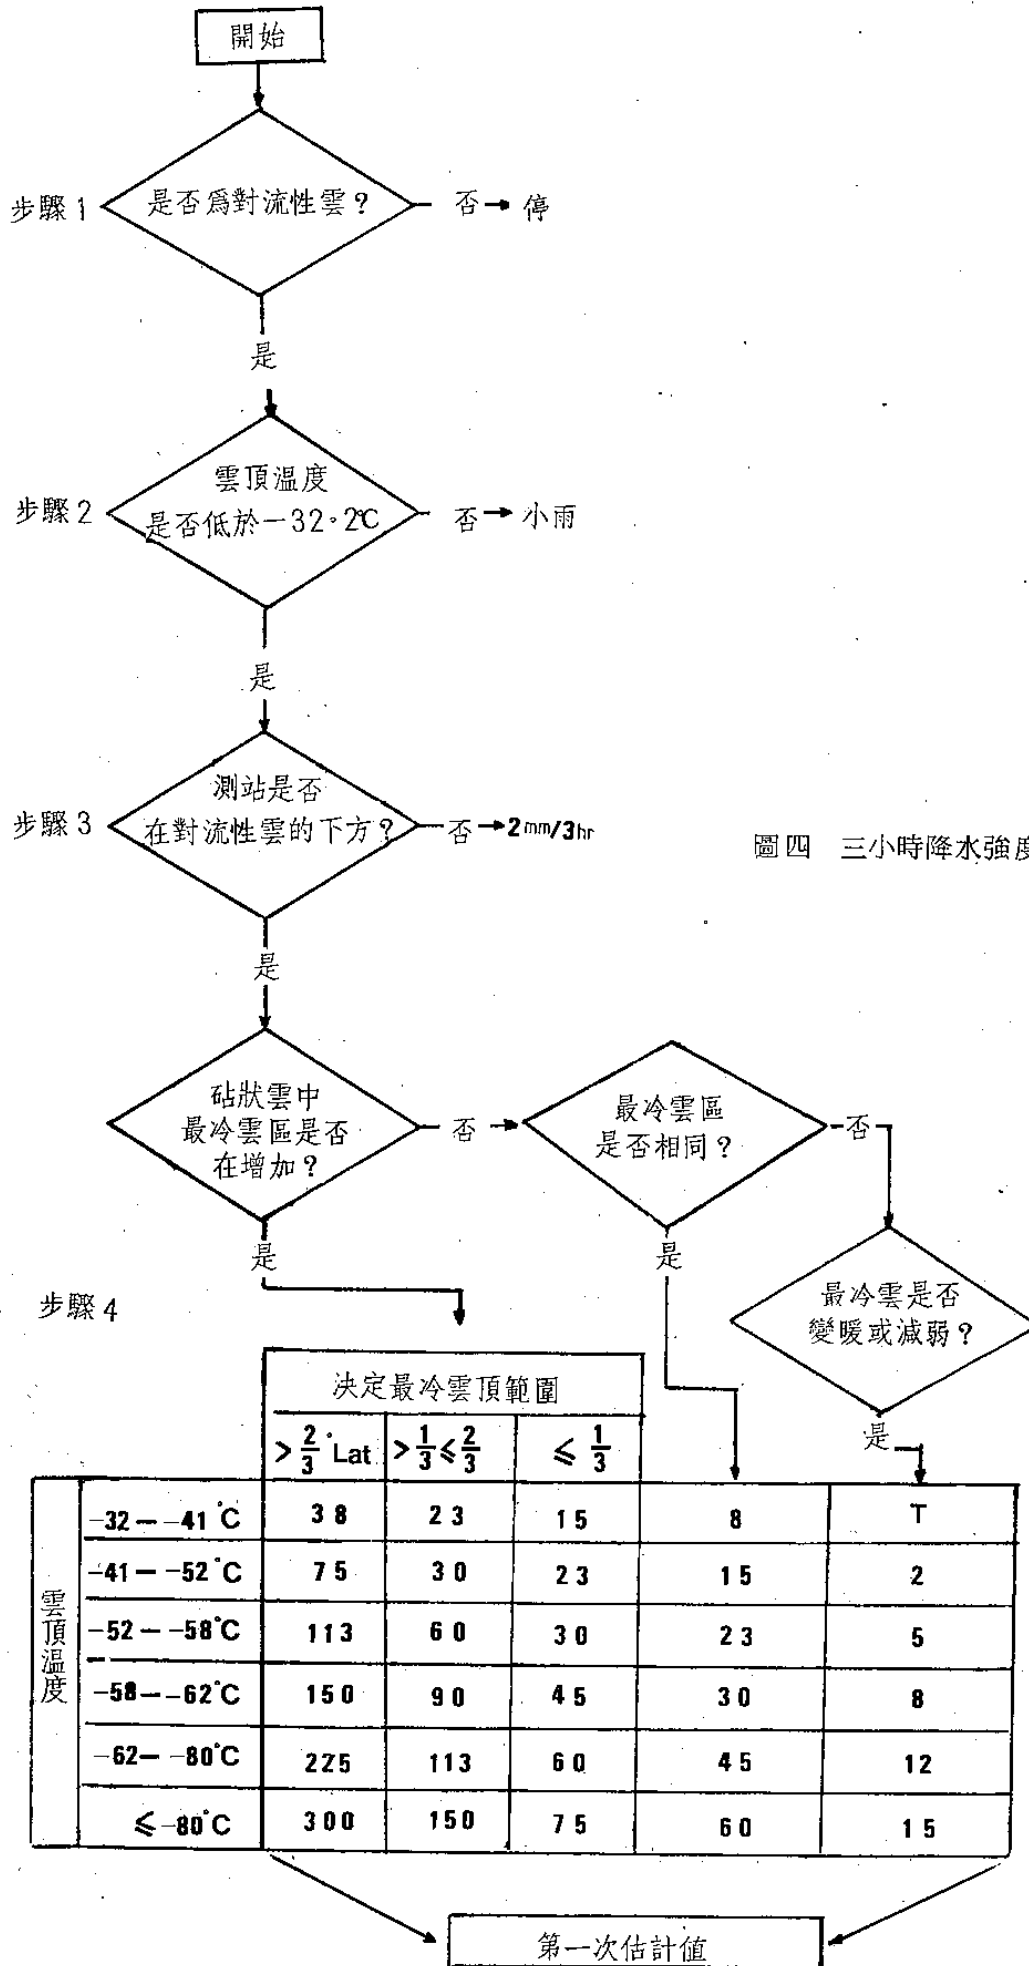 開始
步驟1
是否爲對流性雲?
否
停
是
步驟2
雲頂溫度
是否低於-32·2℃
否
小雨
是
步驟3
測站是否
在對流性雲的下方?
否
2mm/3hr
圖四 三小時降水強度
是
砧狀雲中
最冷雲區是否
在增加?
否
最冷雲區
是否相同?
否
是
是
最冷雲是否
變暖或減弱?
步驟4
是
決定最冷雲頂範圍
>2/3°Lat >1/3≤2/3 ≤1/3
雲頂溫度
-32—-41°C 38 23 15 8 T
-41—-52°C 75 30 23 15 2
-52—-58°C 113 60 30 23 5
-58—-62°C 150 90 45 30 8
-62—-80°C 225 113 60 45 12
≤-80°C 300 150 75 60 15
第一次估計值